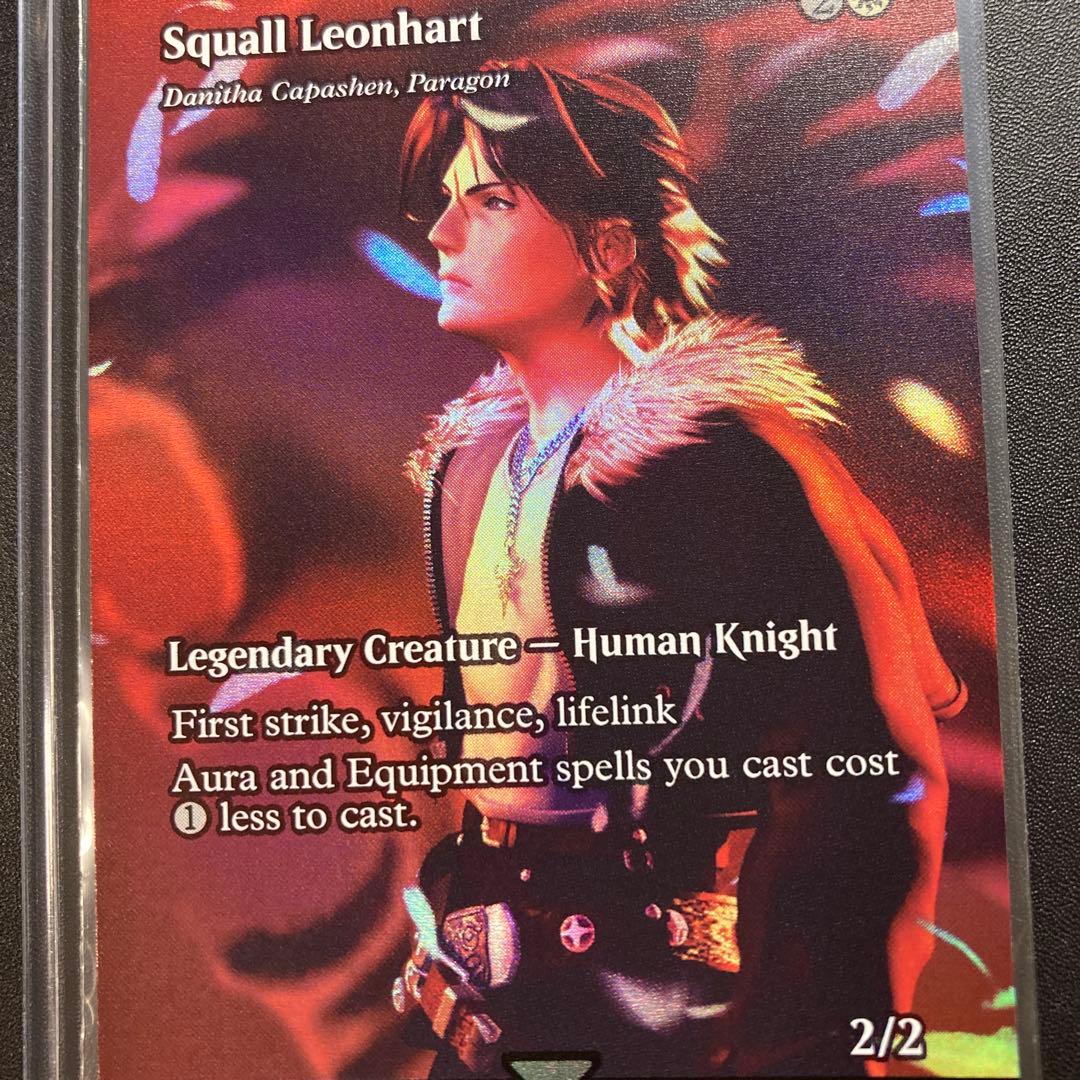 2
Squall Leonhart
Danitha Capashen, Paragon
Legendary Creature — Human Knight
First strike, vigilance, lifelink
Aura and Equipment spells you cast cost
1 less to cast.
2/2